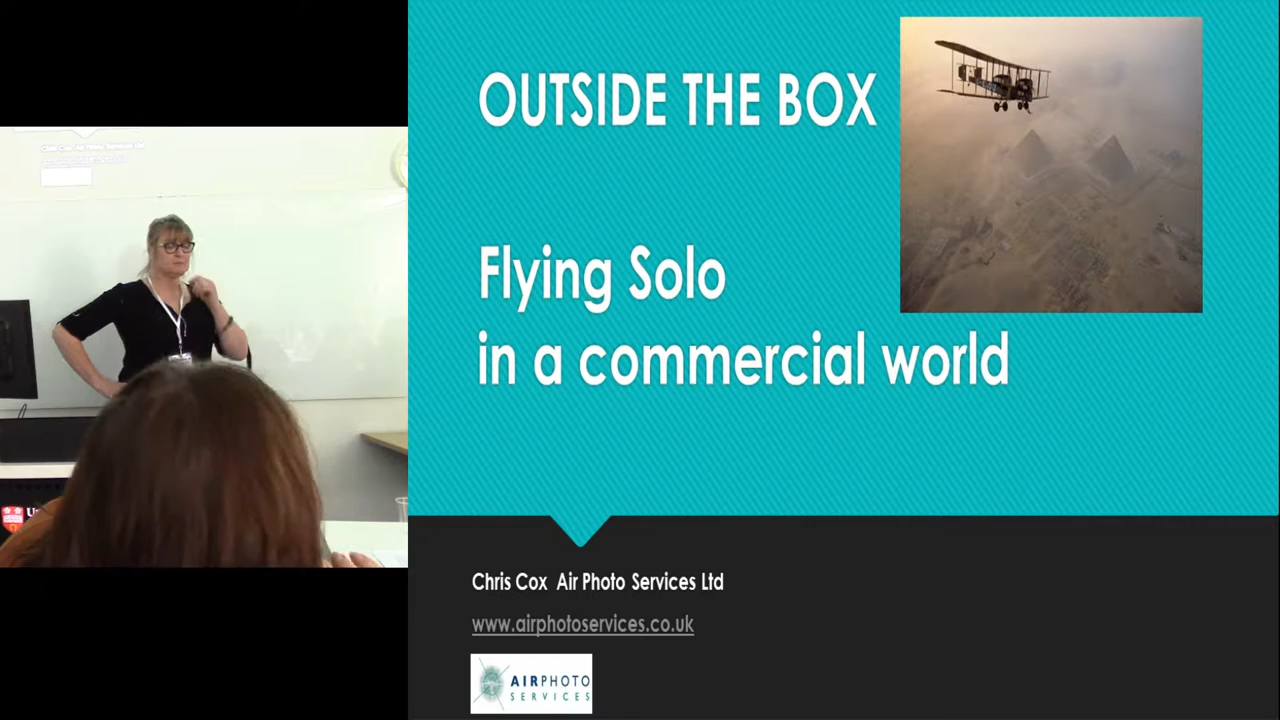 OUTSIDE THE BOX
Flying Solo
in a commercial world
Chris Cox Air Photo Services Ltd
www.airphotoservices.co.uk
AIRPHOTO
SERVICES